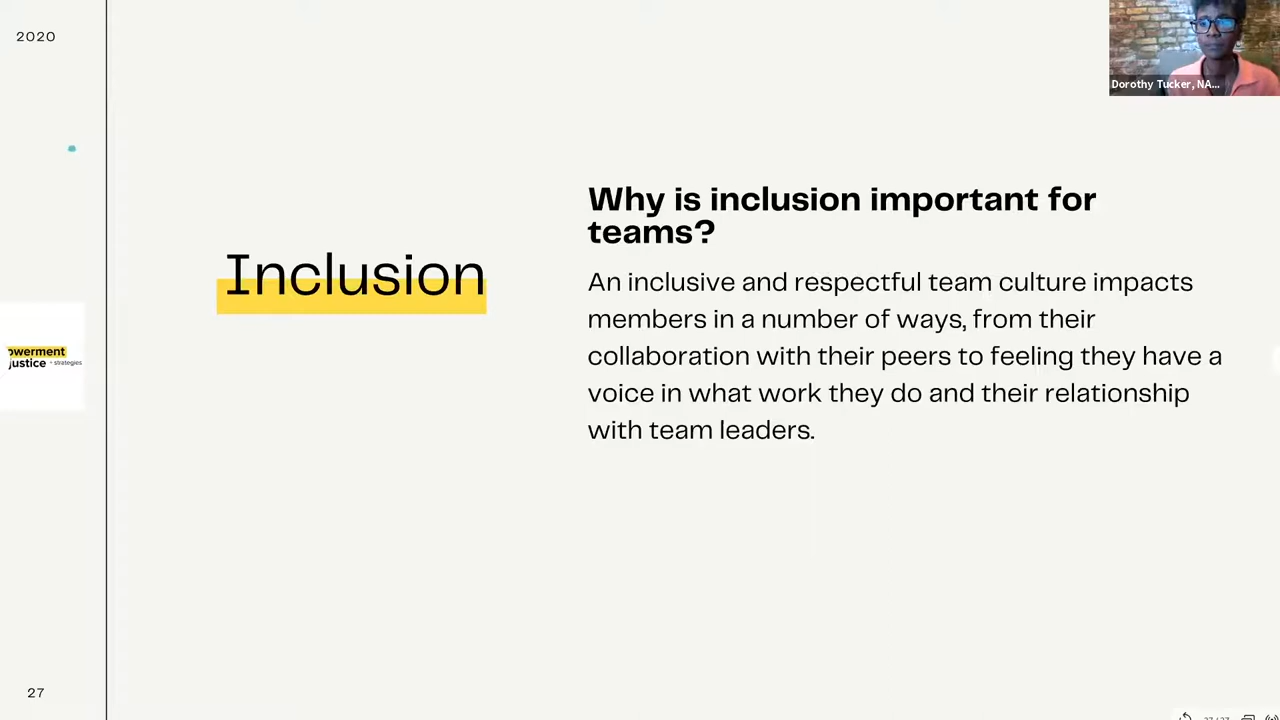 2020
Dorothy Tucker, NA...
Why is inclusion important for
teams?
Inclusion
An inclusive and respectful team culture impacts
members in a number of ways, from their
collaboration with their peers to feeling they have a
voice in what work they do and their relationship
with team leaders.
owerment
justice + strategies
27